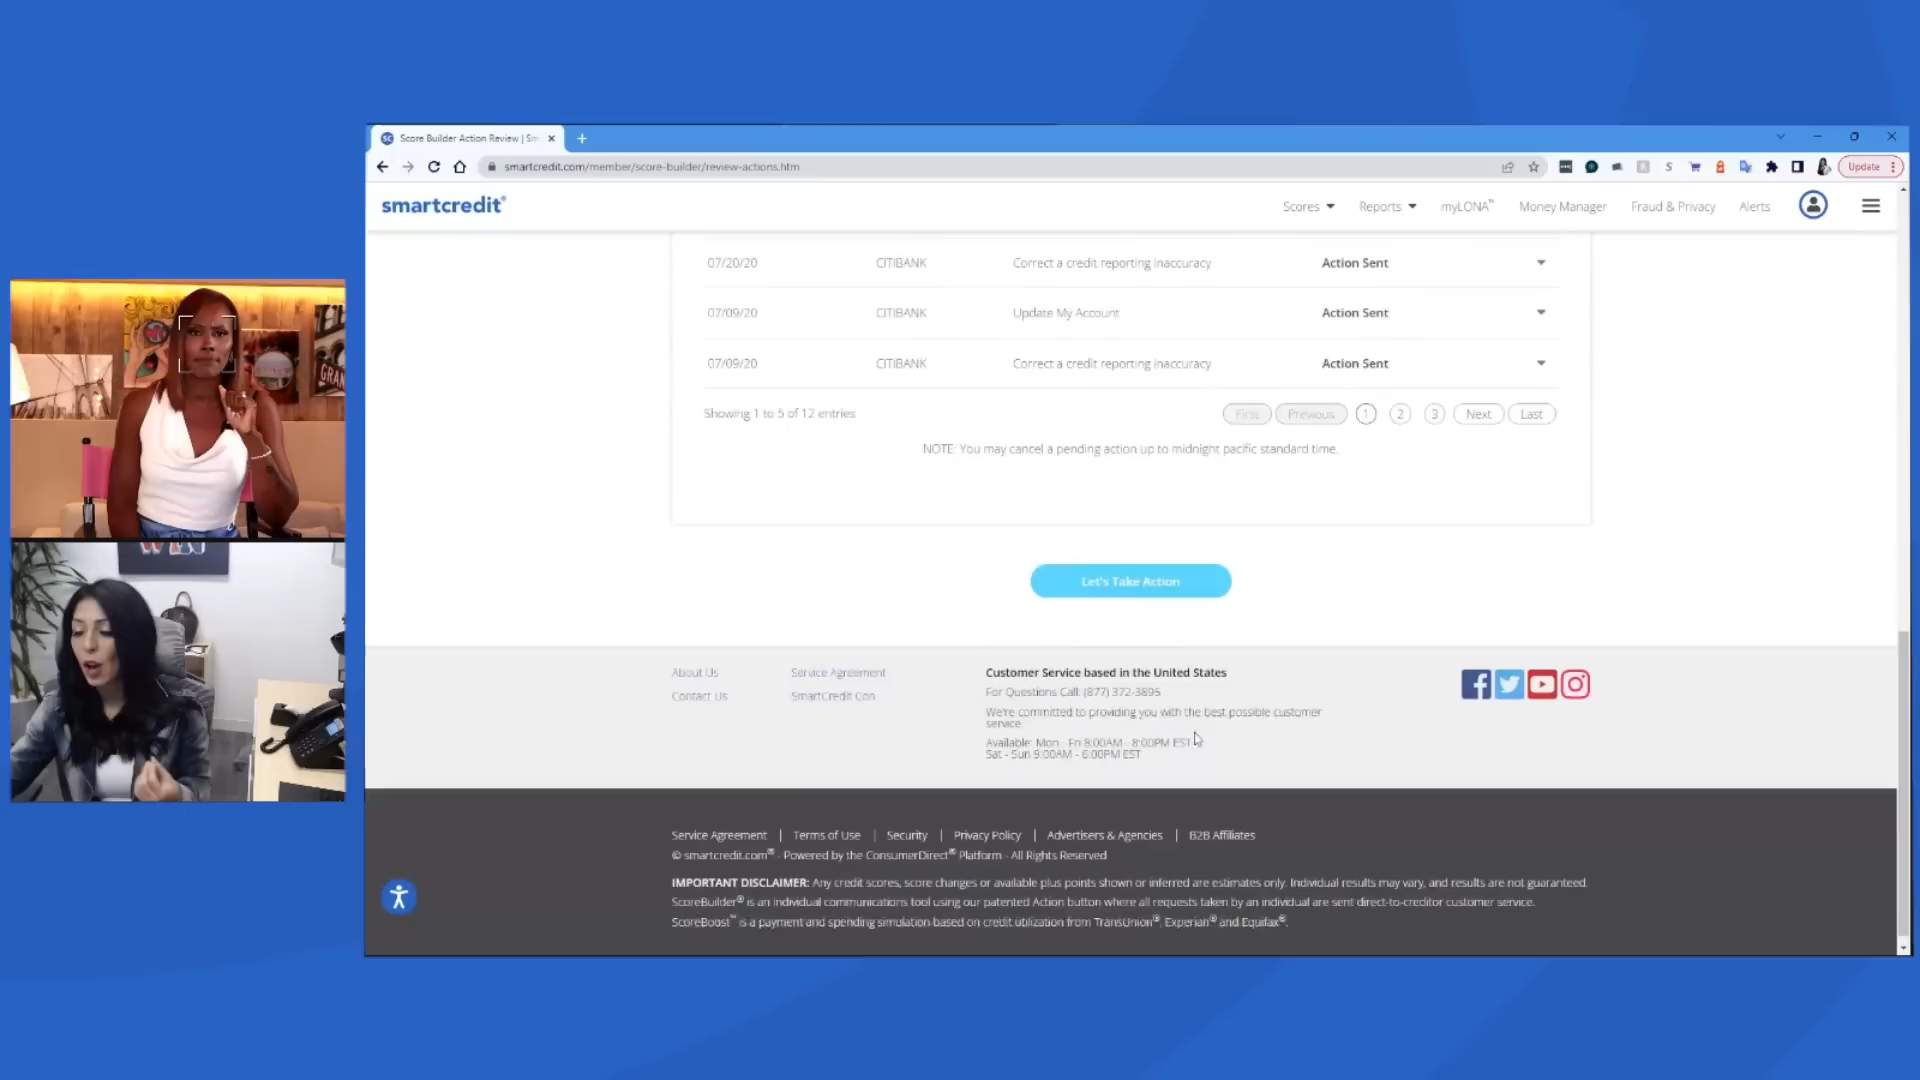 Score Builder Action Review | Sm
smartcredit.com/member/score-builder/review-actions.htm
Update
smartcredit®
Scores
Reports
myLONA™
Money Manager
Fraud & Privacy
Alerts
07/20/20 CITIBANK Correct a credit reporting inaccuracy Action Sent
07/09/20 CITIBANK Update My Account Action Sent
07/09/20 CITIBANK Correct a credit reporting inaccuracy Action Sent
Showing 1 to 5 of 12 entries
First Previous 1 2 3 Next Last
NOTE: You may cancel a pending action up to midnight pacific standard time.
Let's Take Action
GRAN
About Us
Contact Us
Service Agreement
SmartCredit Con
Customer Service based in the United States
For Questions Call: (877) 372-3895
We're committed to providing you with the best possible customer
service.
Available: Mon - Fri 8:00AM - 8:00PM EST
Sat - Sun 9:00AM - 6:00PM EST
Service Agreement | Terms of Use | Security | Privacy Policy | Advertisers & Agencies | B2B Affiliates
© smartcredit.com® - Powered by the ConsumerDirect® Platform - All Rights Reserved
IMPORTANT DISCLAIMER: Any credit scores, score changes or available plus points shown or inferred are estimates only. Individual results may vary, and results are not guaranteed.
ScoreBuilder® is an individual communications tool using our patented Action button where all requests taken by an individual are sent direct-to-creditor customer service.
ScoreBoost™ is a payment and spending simulation based on credit utilization from TransUnion®, Experian® and Equifax®.